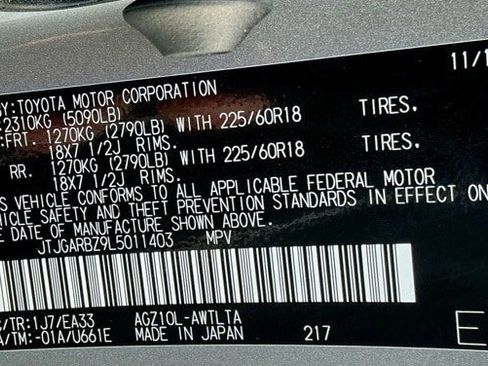 BY:TOYOTA MOTOR CORPORATION 11/1
2310KG (5090LB)
:FRT. 1270KG (2790LB) WITH 225/60R18 TIRES.
18X7 1/2J RIMS.
RR. 1270KG (2790LB) WITH 225/60R18 TIRES.
18X7 1/2J RIMS.
S VEHICLE CONFORMS TO ALL APPLICABLE FEDERAL MOTOR
HICLE SAFETY AND THEFT PREVENTION STANDARDS IN EFFECT ON
E DATE OF MANUFACTURE SHOWN ABOVE.
JTJGARBZ9L5011403 MPV
/TR:1J7/EA33 AGZ10L-AWTLTA
A/TM:-01A/U661E MADE IN JAPAN 217 E